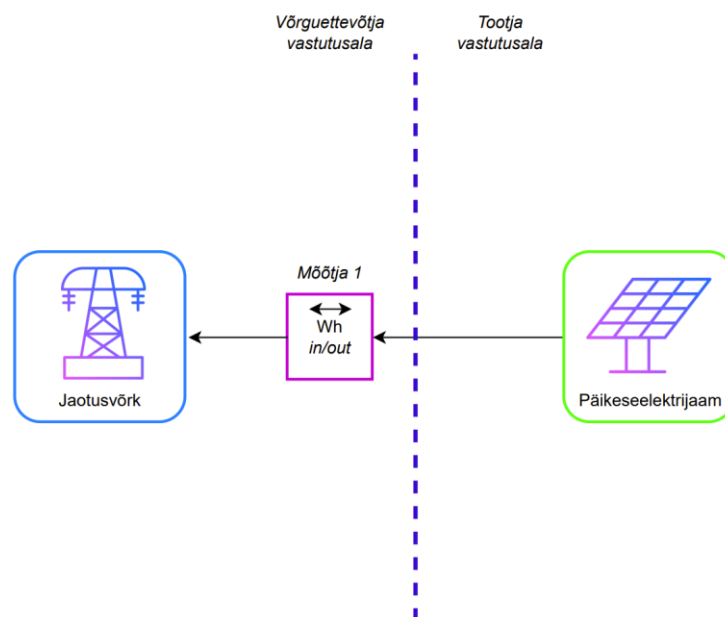 Võrguettevõtja
vastutusala
Tootja
vastutusala
Mõõtja 1
Wh
in/out
Jaotusvõrk
Päikeseelektrijaam